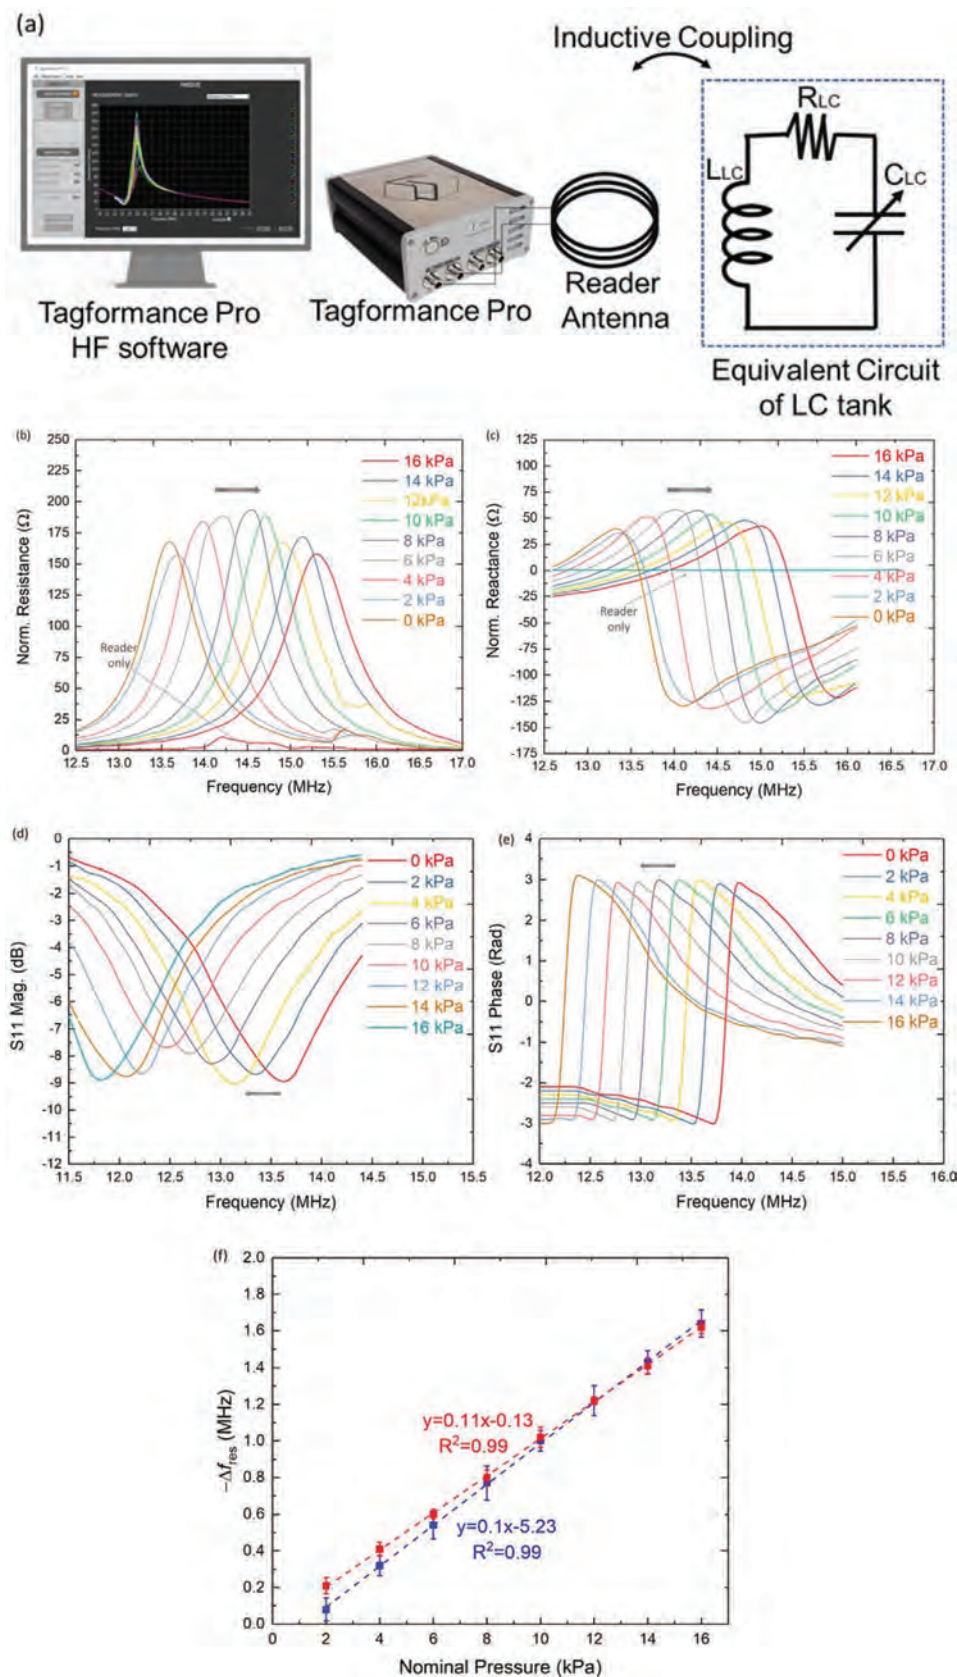 (a)
Inductive Coupling
R_LC
L_LC
C_LC
Tagformance Pro
HF software
Tagformance Pro
Reader
Antenna
Equivalent Circuit
of LC tank
(b)
250
225
200
175
150
125
100
75
50
25
0
Norm. Resistance (Ω)
16 kPa
14 kPa
12kPa
10 kPa
8 kPa
6 kPa
4 kPa
2 kPa
0 kPa
Reader
only
12.5 13.0 13.5 14.0 14.5 15.0 15.5 16.0 16.5 17.0
Frequency (MHz)
(c)
125
100
75
50
25
0
-25
-50
-75
-100
-125
-150
-175
Norm. Reactance (Ω)
16 kPa
14 kPa
12 kPa
10 kPa
8 kPa
6 kPa
4 kPa
2 kPa
0 kPa
Reader
only
12.5 13.0 13.5 14.0 14.5 15.0 15.5 16.0 16.5 17.0
Frequency (MHz)
(d)
0
-1
-2
-3
-4
-5
-6
-7
-8
-9
-10
-11
-12
S11 Mag. (dB)
0 kPa
2 kPa
4 kPa
6 kPa
8 kPa
10 kPa
12 kPa
14 kPa
16 kPa
11.5 12.0 12.5 13.0 13.5 14.0 14.5 15.0 15.5
Frequency (MHz)
(e)
4
3
2
1
0
-1
-2
-3
-4
S11 Phase (Rad)
0 kPa
2 kPa
4 kPa
6 kPa
8 kPa
10 kPa
12 kPa
14 kPa
16 kPa
12.0 12.5 13.0 13.5 14.0 14.5 15.0 15.5 16.0
Frequency (MHz)
(f)
2.0
1.8
1.6
1.4
1.2
1.0
0.8
0.6
0.4
0.2
0.0
−Δf_res (MHz)
y=0.11x-0.13
R²=0.99
y=0.1x-5.23
R²=0.99
0 2 4 6 8 10 12 14 16
Nominal Pressure (kPa)